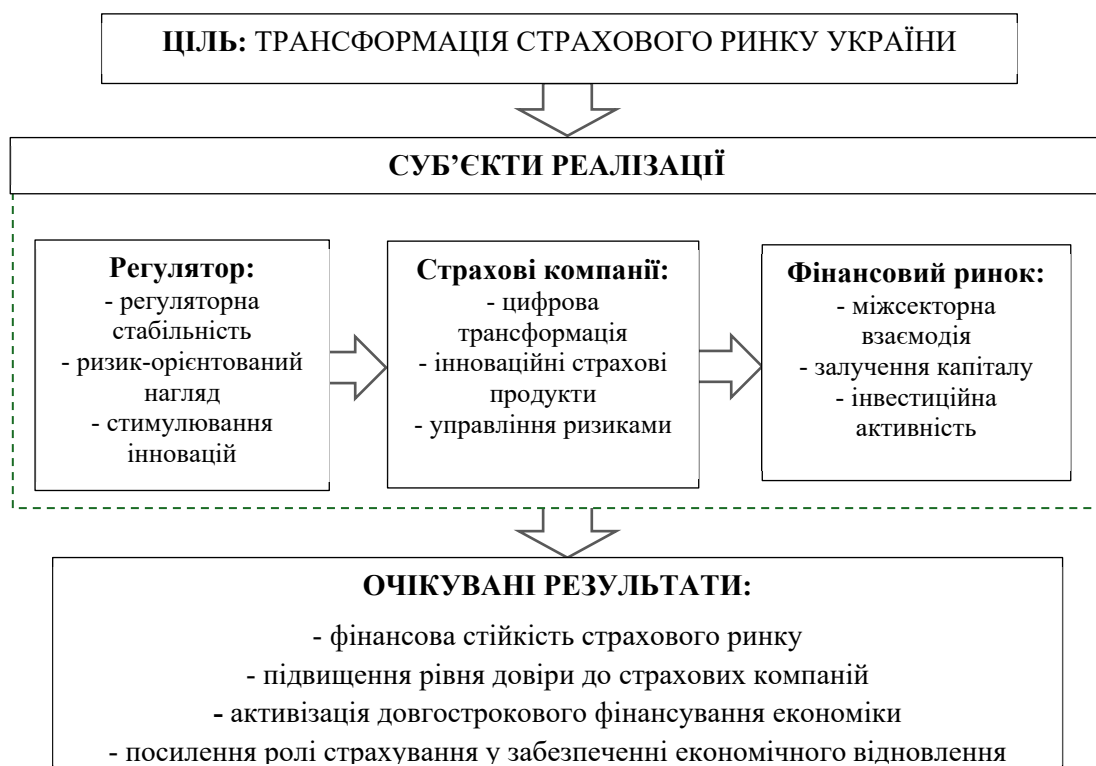 ЦІЛЬ: ТРАНСФОРМАЦІЯ СТРАХОВОГО РИНКУ УКРАЇНИ
СУБ’ЄКТИ РЕАЛІЗАЦІЇ
Регулятор:
- регуляторна
стабільність
- ризик-орієнтований
нагляд
- стимулювання
інновацій
Страхові компанії:
- цифрова
трансформація
- інноваційні страхові
продукти
- управління ризиками
Фінансовий ринок:
- міжсекторна
взаємодія
- залучення капіталу
- інвестиційна
активність
ОЧІКУВАНІ РЕЗУЛЬТАТИ:
- фінансова стійкість страхового ринку
- підвищення рівня довіри до страхових компаній
- активізація довгострокового фінансування економіки
- посилення ролі страхування у забезпеченні економічного відновлення